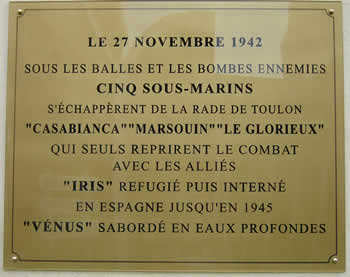 LE 27 NOVEMBRE 1942
SOUS LES BALLES ET LES BOMBES ENNEMIES
CINQ SOUS-MARINS
S'ÉCHAPPÈRENT DE LA RADE DE TOULON
"CASABIANCA""MARSOUIN""LE GLORIEUX"
QUI SEULS REPRIRENT LE COMBAT
AVEC LES ALLIÉS
"IRIS" REFUGIÉ PUIS INTERNÉ
EN ESPAGNE JUSQU'EN 1945
"VÉNUS" SABORDÉ EN EAUX PROFONDES